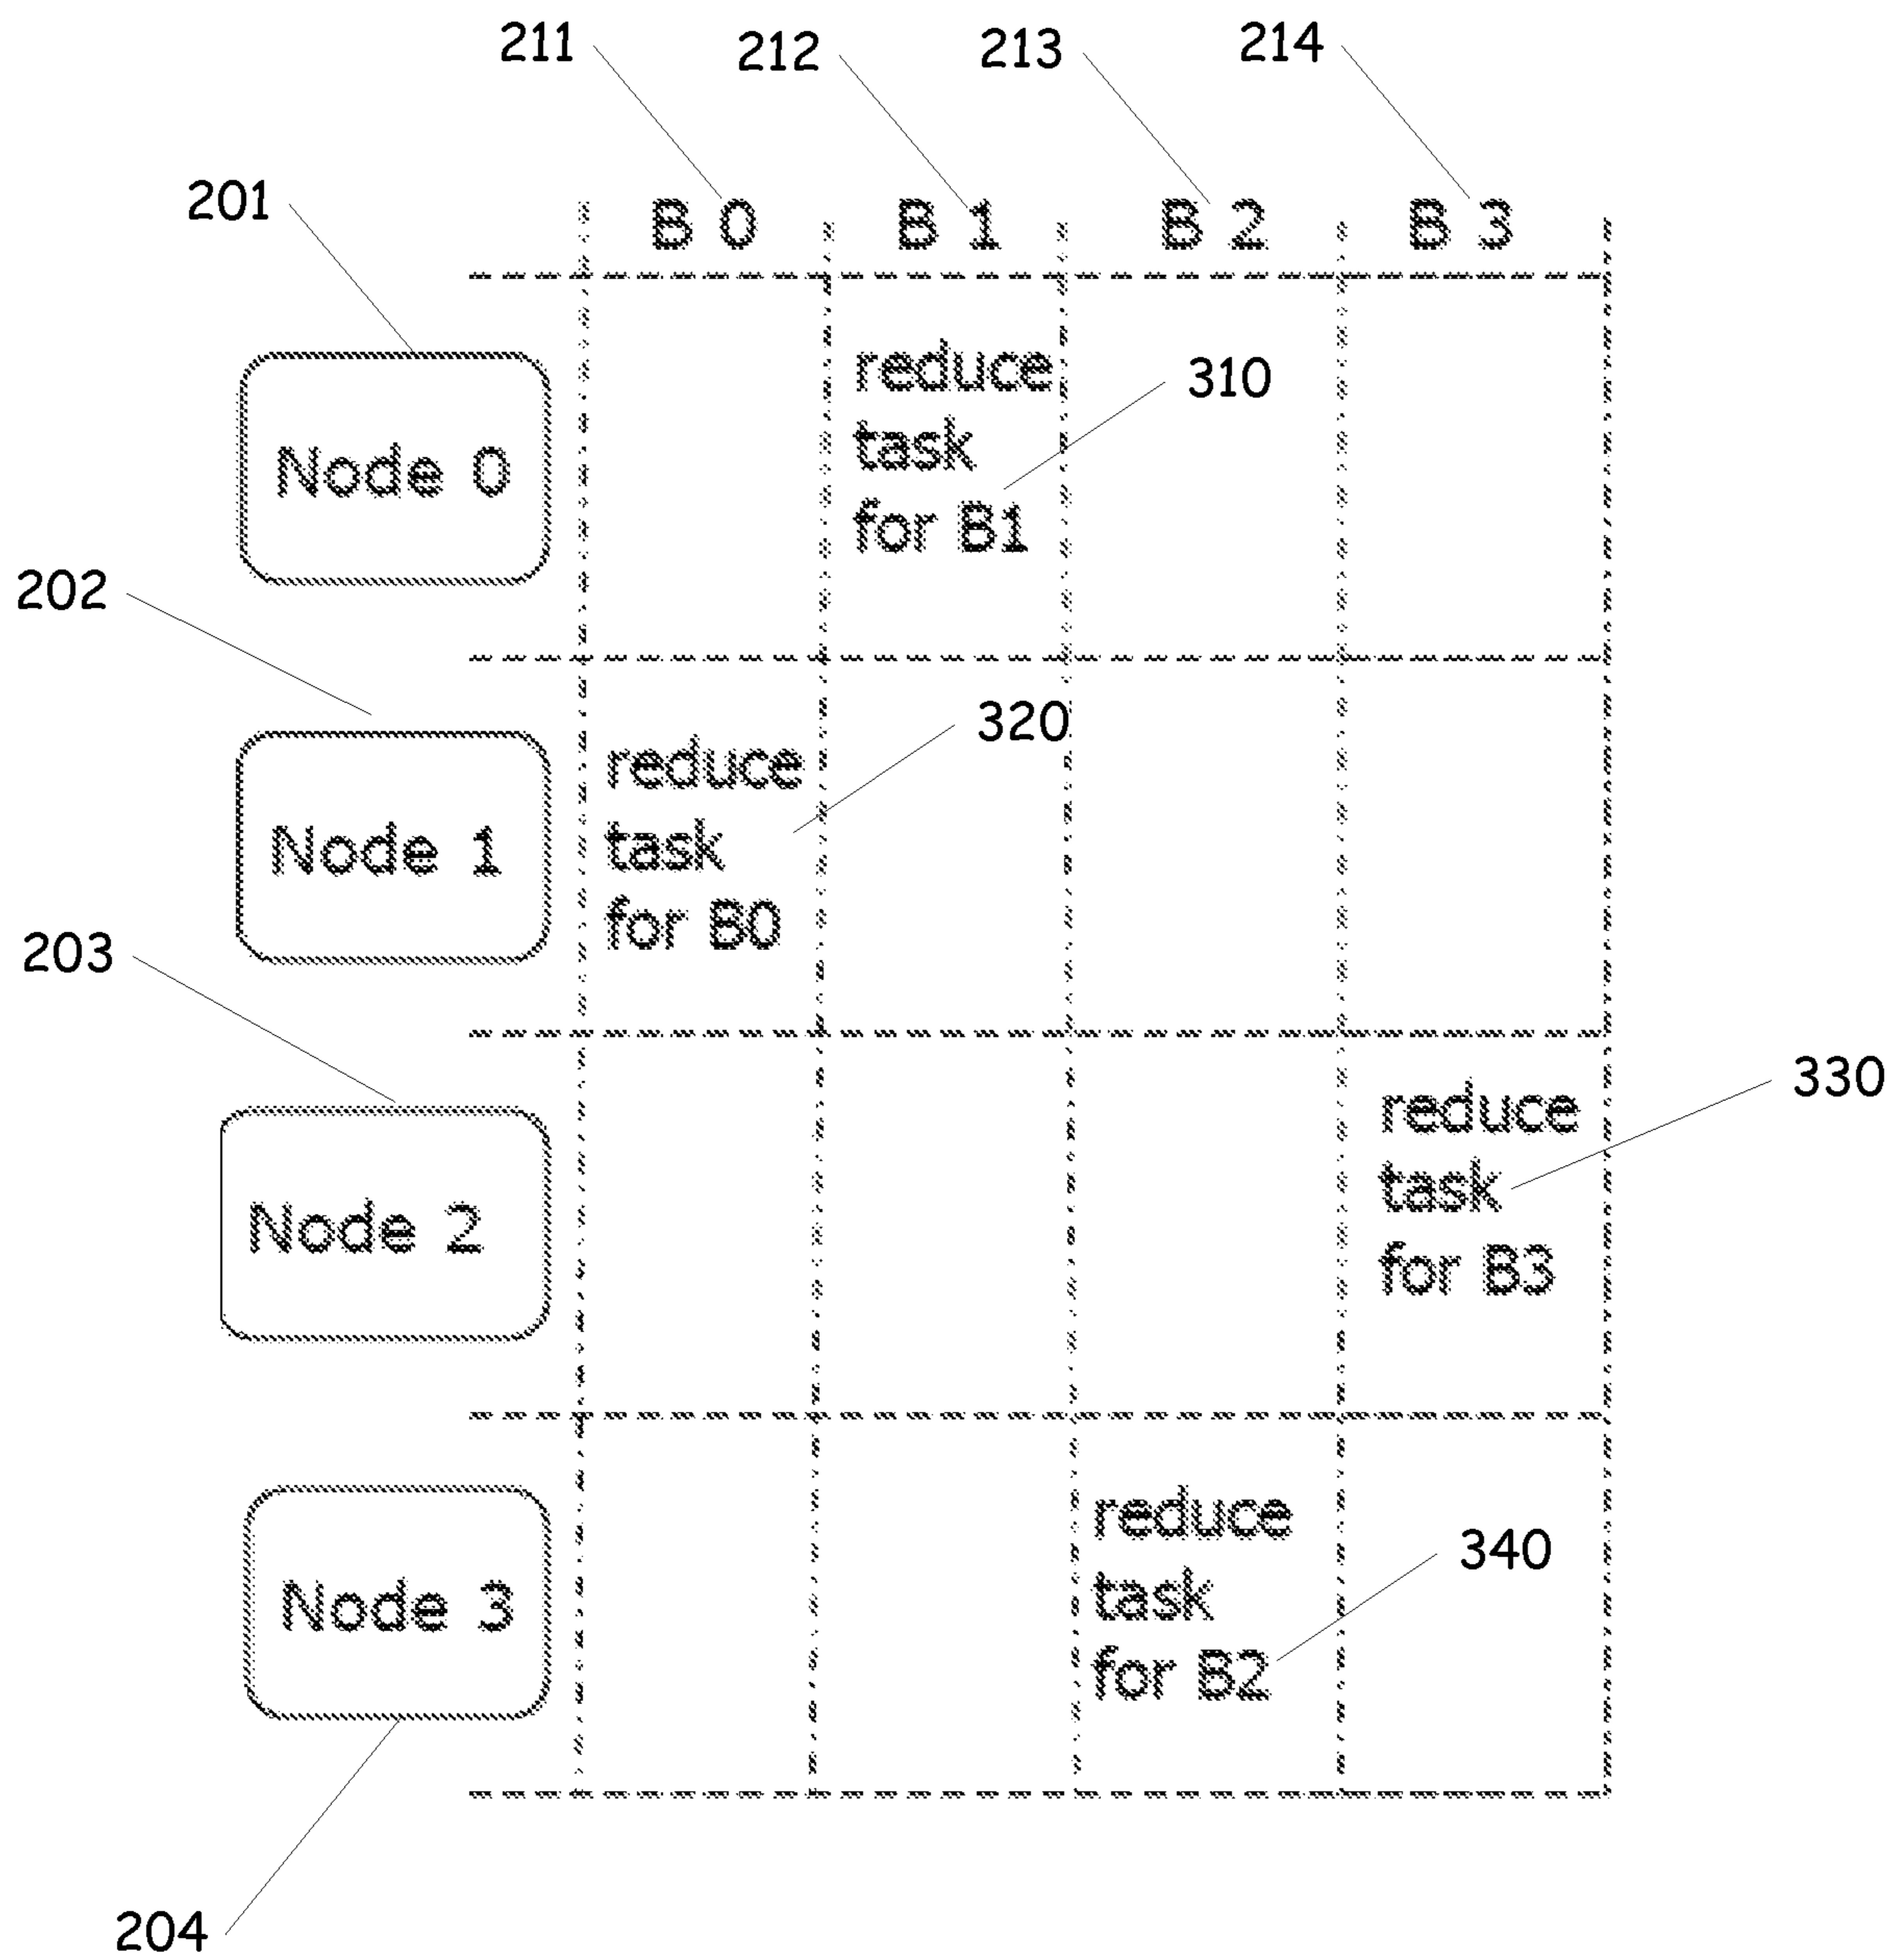 211 212 213 214
201
B 0 B 1 B 2 B 3
Node 0
reduce
task
for B1
310
202
Node 1
reduce
task
for B0
320
203
Node 2
reduce
task
for B3
330
Node 3
reduce
task
for B2
340
204